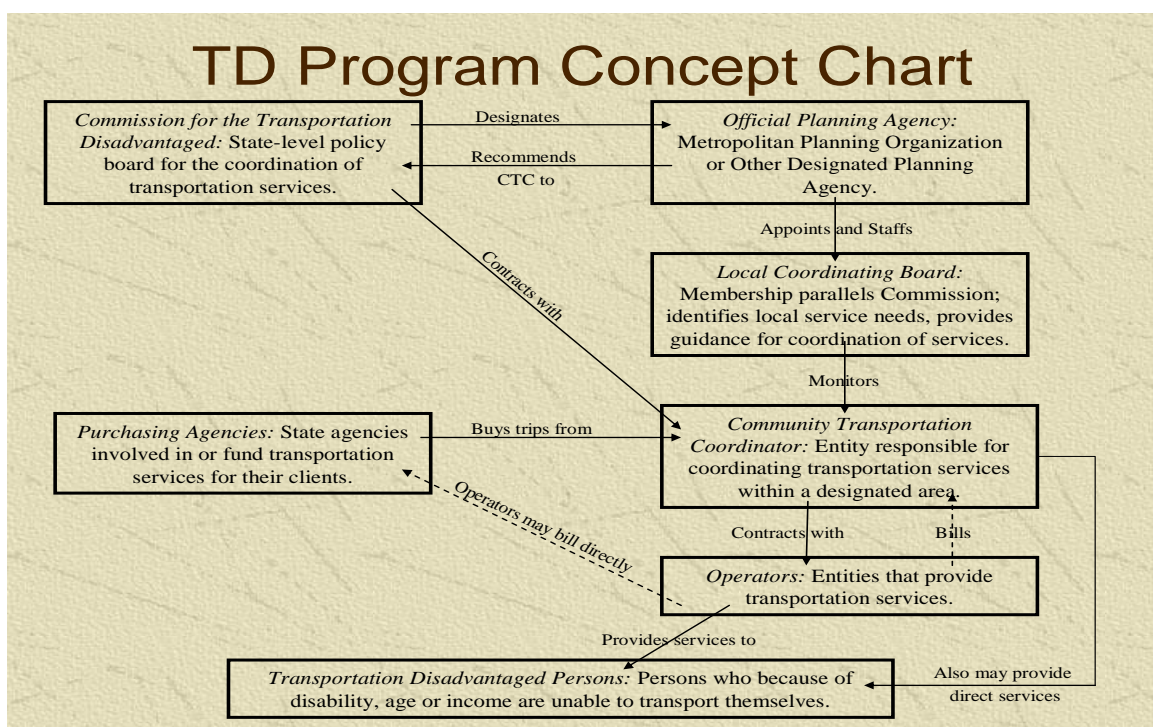 TD Program Concept Chart
Commission for the Transportation
Disadvantaged: State-level policy
board for the coordination of
transportation services.
Designates
Recommends
CTC to
Official Planning Agency:
Metropolitan Planning Organization
or Other Designated Planning
Agency.
Appoints and Staffs
Contracts with
Local Coordinating Board:
Membership parallels Commission;
identifies local service needs, provides
guidance for coordination of services.
Monitors
Purchasing Agencies: State agencies
involved in or fund transportation
services for their clients.
Buys trips from
Community Transportation
Coordinator: Entity responsible for
coordinating transportation services
within a designated area.
Operators may bill directly
Contracts with
Bills
Operators: Entities that provide
transportation services.
Provides services to
Transportation Disadvantaged Persons: Persons who because of
disability, age or income are unable to transport themselves.
Also may provide
direct services